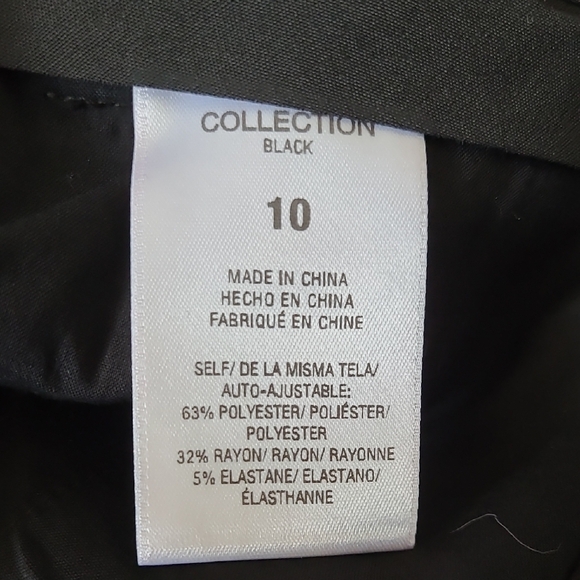 COLLECTION
BLACK
10
MADE IN CHINA
HECHO EN CHINA
FABRIQUÉ EN CHINE
SELF/ DE LA MISMA TELA/
AUTO-AJUSTABLE:
63% POLYESTER/ POLIÉSTER/
POLYESTER
32% RAYON/ RAYON/ RAYONNE
5% ELASTANE/ ELASTANO/
ÉLASTHANNE